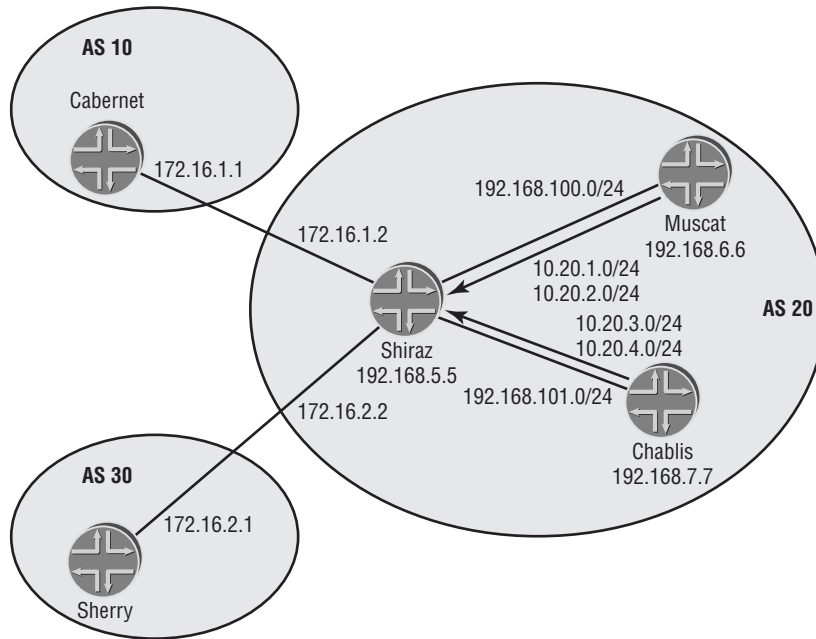 AS 10
Cabernet
172.16.1.1
172.16.1.2
192.168.100.0/24
Muscat
192.168.6.6
10.20.1.0/24
10.20.2.0/24
AS 20
10.20.3.0/24
10.20.4.0/24
Shiraz
192.168.5.5
192.168.101.0/24
172.16.2.2
Chablis
192.168.7.7
AS 30
172.16.2.1
Sherry